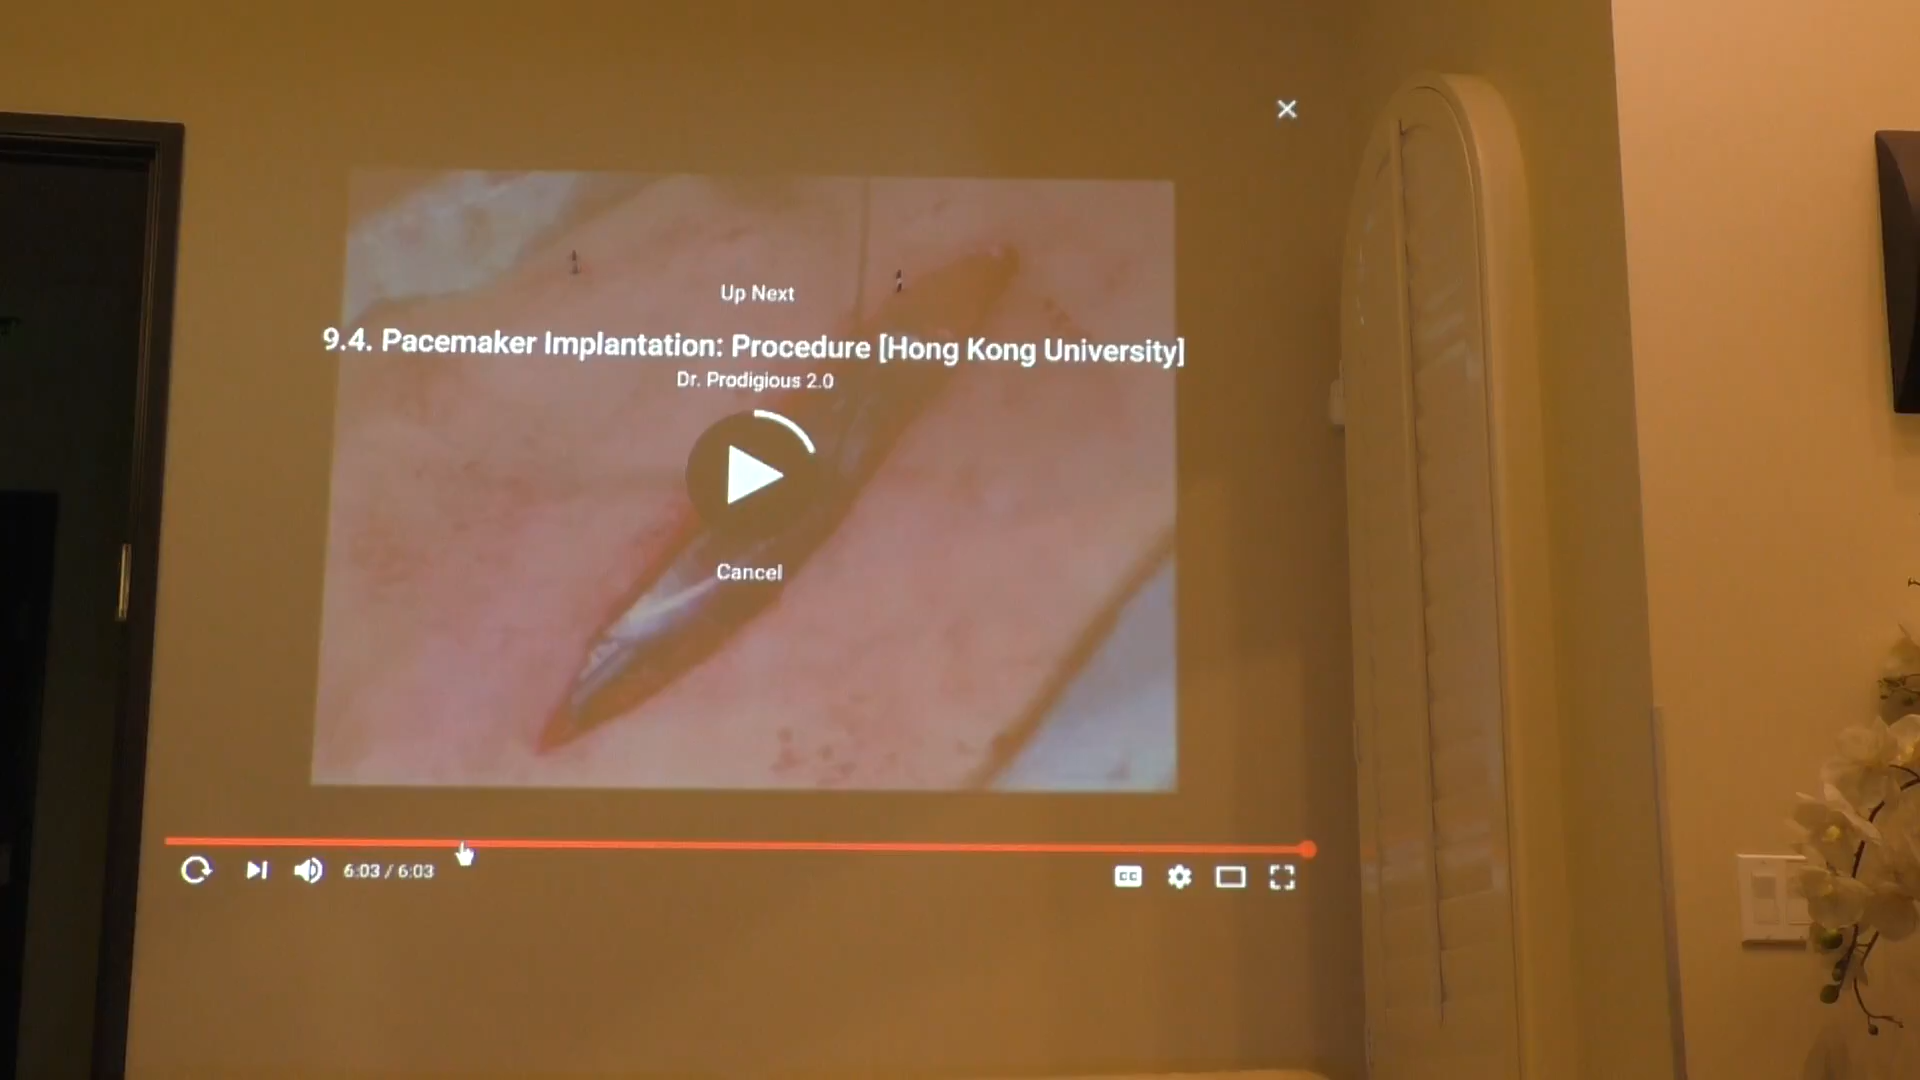 Up Next
9.4. Pacemaker Implantation: Procedure [Hong Kong University]
Dr. Prodigious 2.0
Cancel
6:03 / 6:03
CC